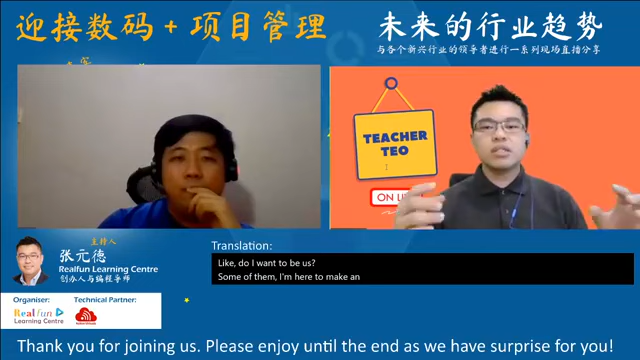 迎接数码 + 项目管理
未来的行业趋势
与各个新兴行业的领导者进行一系列现场直播分享
TEACHER
TEO
ON LI
主持人
张元德
Realfun Learning Centre
创办人与编程导师
Translation:
Like, do I want to be us?
Some of them, I'm here to make an
Organiser:
Technical Partner:
Realfun
Learning Centre
Thank you for joining us. Please enjoy until the end as we have surprise for you!